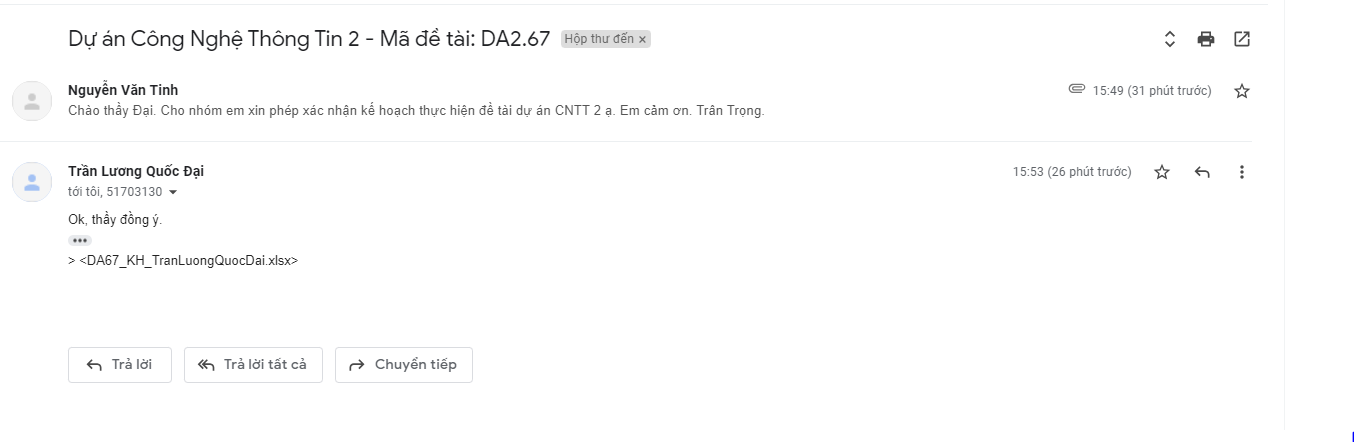 Dự án Công Nghệ Thông Tin 2 - Mã đề tài: DA2.67 Hộp thư đến ×
Nguyễn Văn Tinh 15:49 (31 phút trước)
Chào thầy Đại. Cho nhóm em xin phép xác nhận kế hoạch thực hiện đề tài dự án CNTT 2 ạ. Em cảm ơn. Trân Trọng.
Trần Lương Quốc Đại 15:53 (26 phút trước)
tới tôi, 51703130
Ok, thầy đồng ý.
> <DA67_KH_TranLuongQuocDai.xlsx>
Trả lời Trả lời tất cả Chuyển tiếp